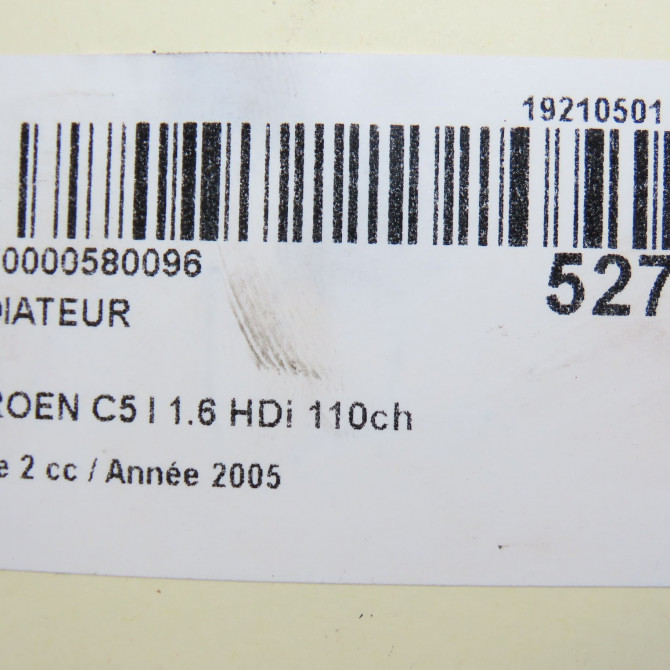 19210501
0000580096
527
DIATEUR
ROEN C5 I 1.6 HDi 110ch
e 2 cc / Année 2005